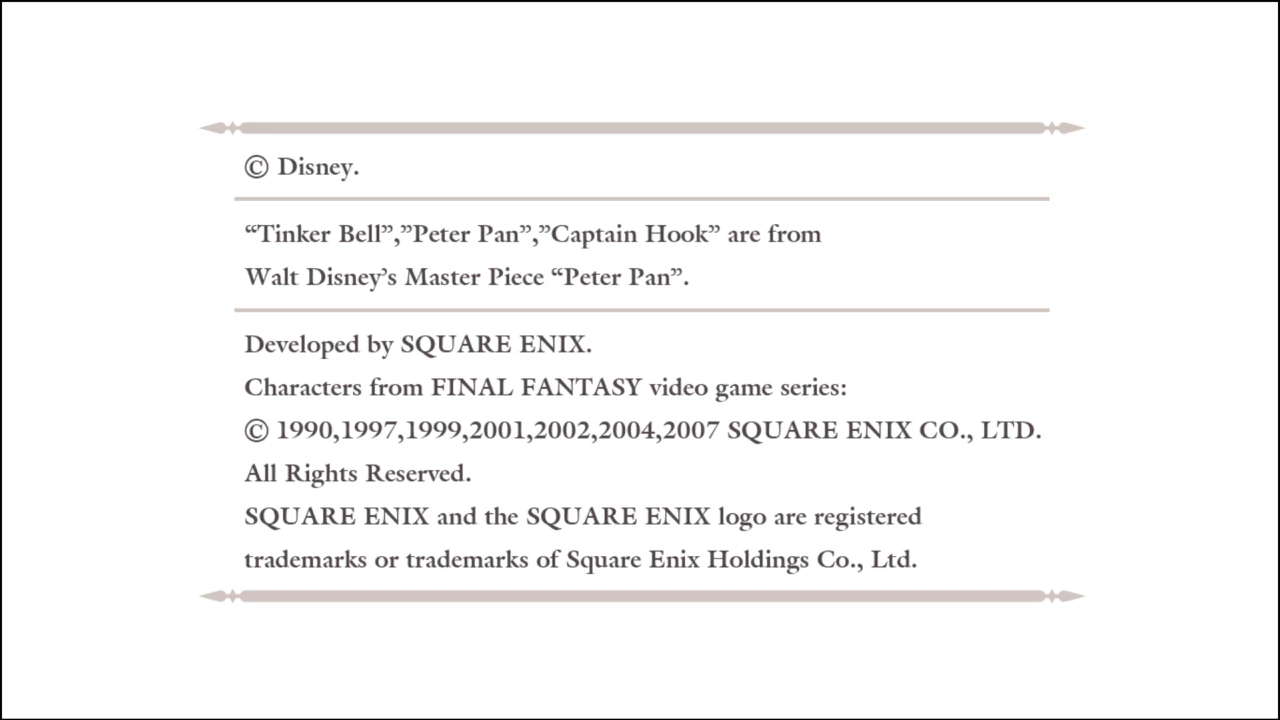 © Disney.
“Tinker Bell”,”Peter Pan”,”Captain Hook” are from
Walt Disney’s Master Piece “Peter Pan”.
Developed by SQUARE ENIX.
Characters from FINAL FANTASY video game series:
© 1990,1997,1999,2001,2002,2004,2007 SQUARE ENIX CO., LTD.
All Rights Reserved.
SQUARE ENIX and the SQUARE ENIX logo are registered
trademarks or trademarks of Square Enix Holdings Co., Ltd.